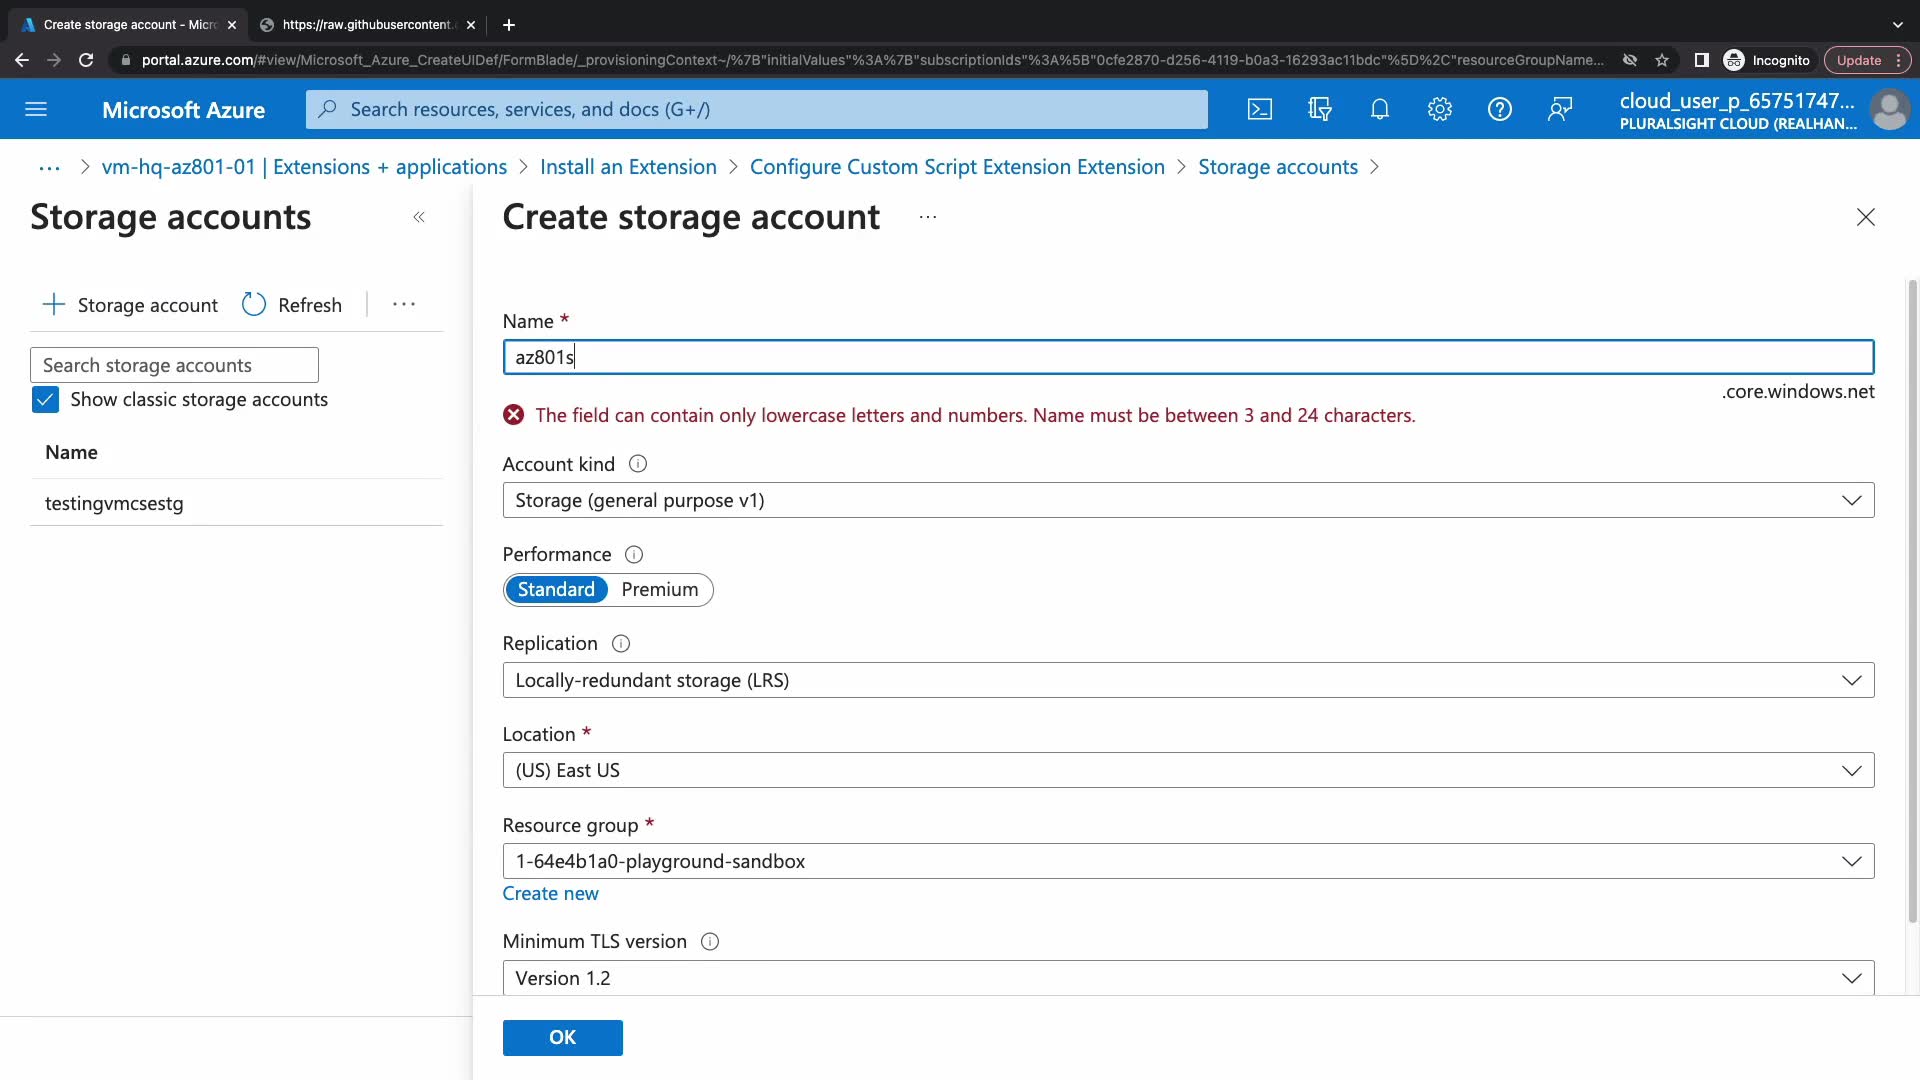 Create storage account - Micr
https://raw.githubusercontent.
portal.azure.com/#view/Microsoft_Azure_CreateUIDef/FormBlade/_provisioningContext~/%7B"initialValues"%3A%7B"subscriptionIds"%3A%5B"0cfe2870-d256-4119-b0a3-16293ac11bdc"%5D%2C"resourceGroupName...
Incognito
Update
Microsoft Azure
Search resources, services, and docs (G+/)
cloud_user_p_65751747...
PLURALSIGHT CLOUD (REALHAN...
... > vm-hq-az801-01 | Extensions + applications > Install an Extension > Configure Custom Script Extension Extension > Storage accounts >
Storage accounts
«
Create storage account
...
+ Storage account
Refresh
...
Search storage accounts
Show classic storage accounts
Name
testingvmcsestg
Name *
az801s
.core.windows.net
The field can contain only lowercase letters and numbers. Name must be between 3 and 24 characters.
Account kind
Storage (general purpose v1)
Performance
Standard
Premium
Replication
Locally-redundant storage (LRS)
Location *
(US) East US
Resource group *
1-64e4b1a0-playground-sandbox
Create new
Minimum TLS version
Version 1.2
OK